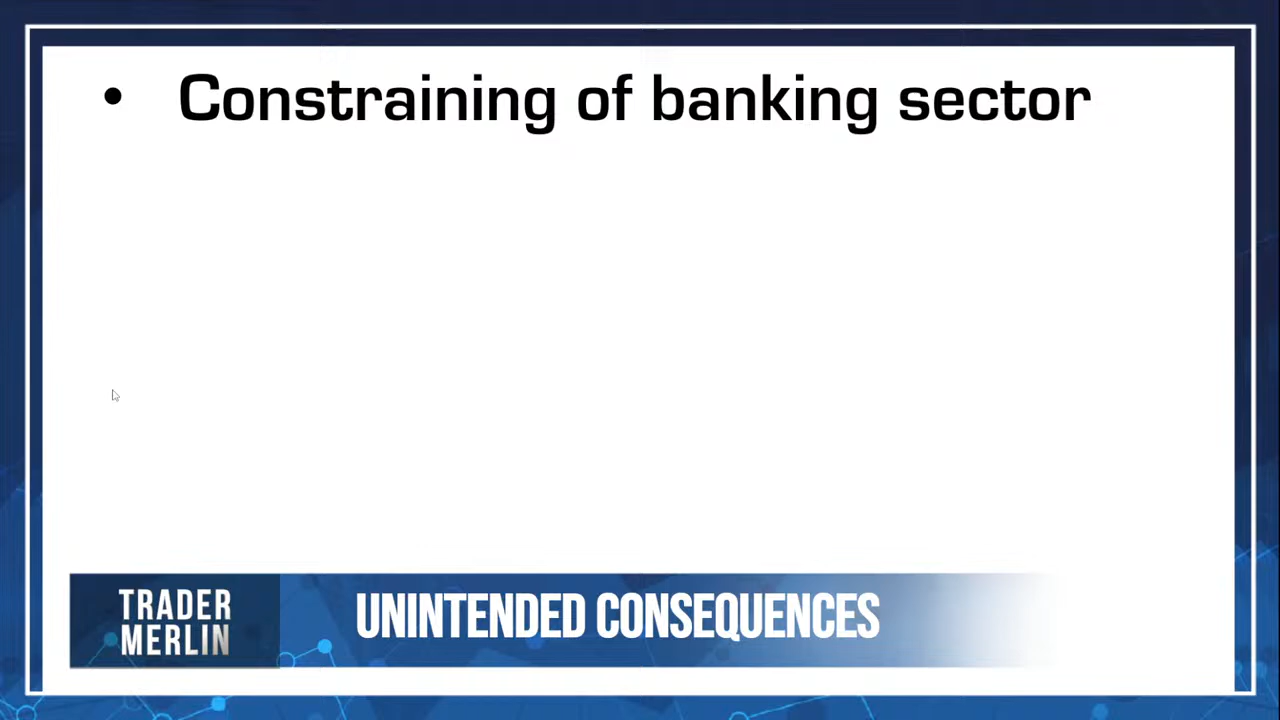 • Constraining of banking sector
TRADER
MERLIN
UNINTENDED CONSEQUENCES